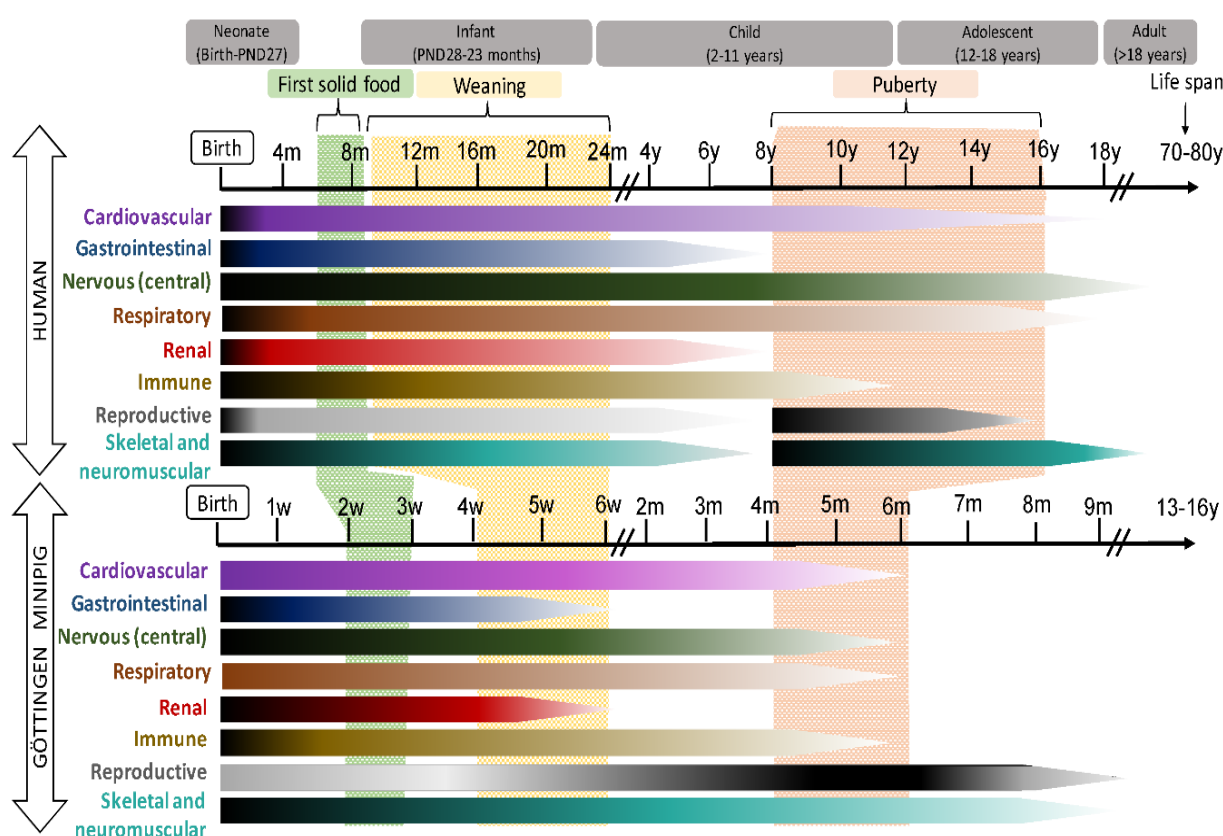 Neonate
(Birth-PND27)
Infant
(PND28-23 months)
Child
(2-11 years)
Adolescent
(12-18 years)
Adult
(>18 years)
First solid food
Weaning
Puberty
Life span
HUMAN
Birth 4m 8m 12m 16m 20m 24m 4y 6y 8y 10y 12y 14y 16y 18y 70-80y
Cardiovascular
Gastrointestinal
Nervous (central)
Respiratory
Renal
Immune
Reproductive
Skeletal and
neuromuscular
GÖTTINGEN MINIPIG
Birth 1w 2w 3w 4w 5w 6w 2m 3m 4m 5m 6m 7m 8m 9m 13-16y
Cardiovascular
Gastrointestinal
Nervous (central)
Respiratory
Renal
Immune
Reproductive
Skeletal and
neuromuscular